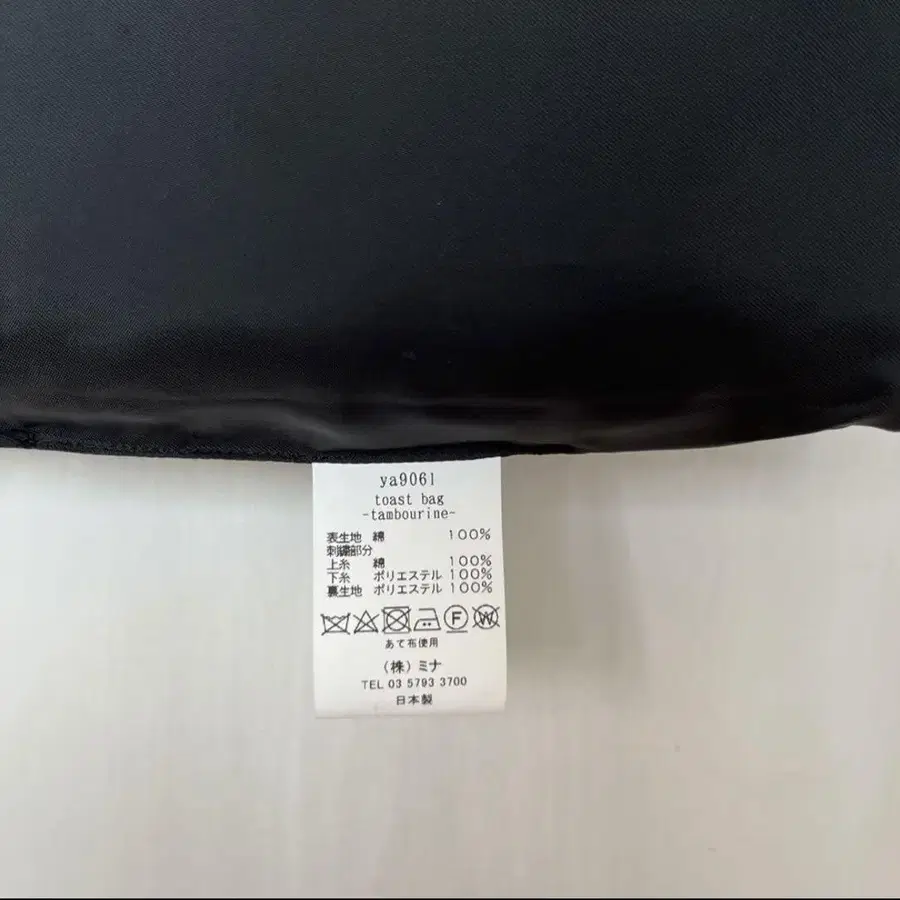 ya9061
toast bag
-tambourine-
表生地 綿 100%
刺繍部分
上糸 綿 100%
下糸 ポリエステル 100%
裏生地 ポリエステル 100%
F W
あて布使用
(株)ミナ
TEL 03 5793 3700
日本製